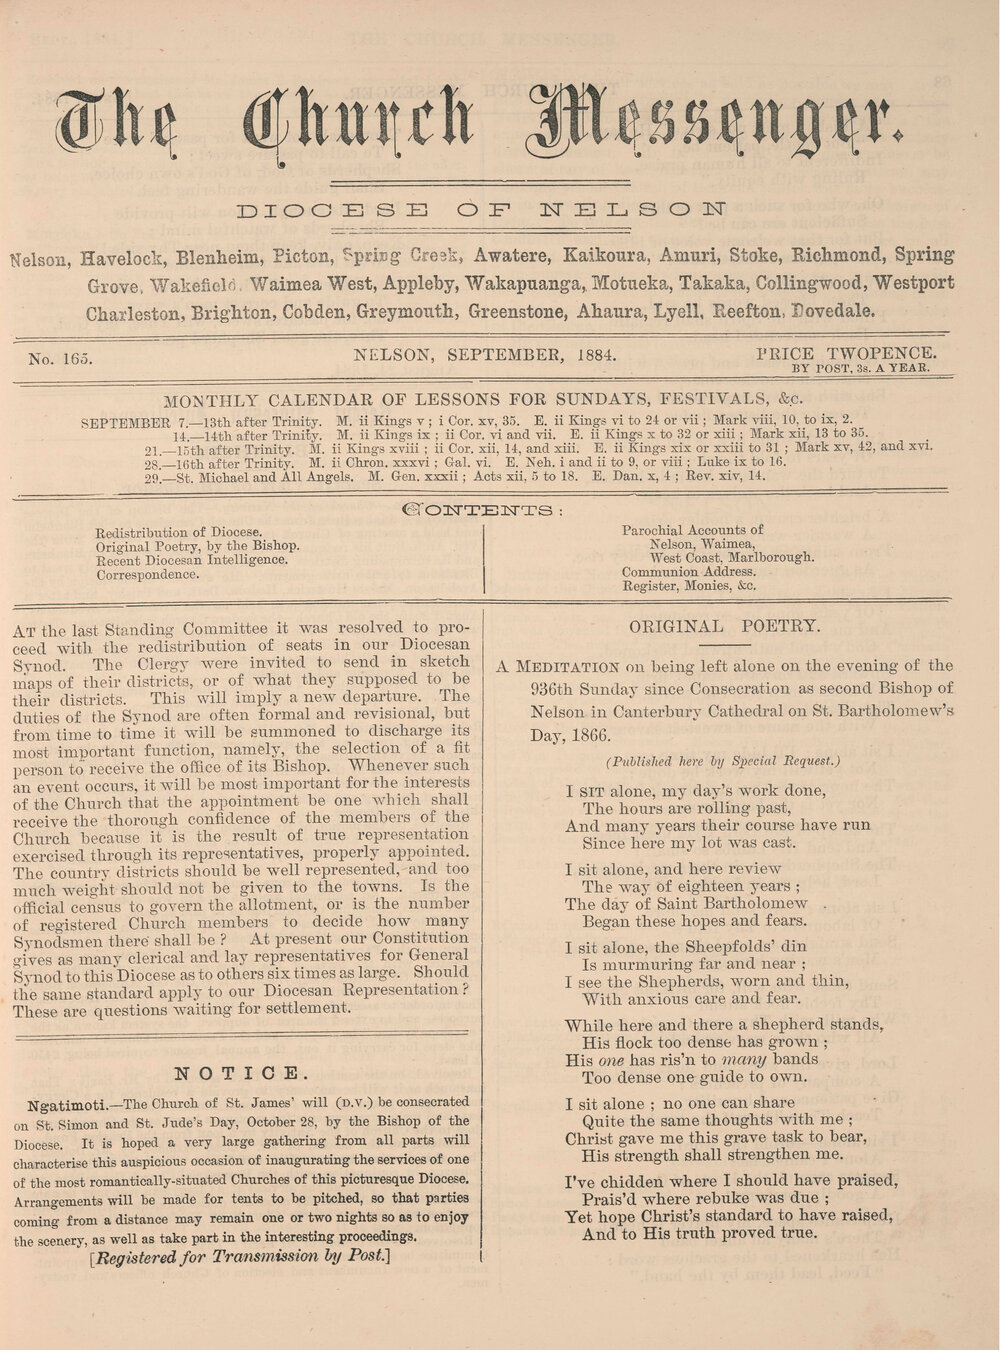 The Church Messenger.
DIOCESE OF NELSON
Nelson, Havelock, Blenheim, Picton, Spring Creek, Awatere, Kaikoura, Amuri, Stoke, Richmond, Spring
Grove, Wakefield, Waimea West, Appleby, Wakapuanga, Motueka, Takaka, Collingwood, Westport
Charleston, Brighton, Cobden, Greymouth, Greenstone, Ahaura, Lyell, Reefton, Dovedale.
No. 165.
NELSON, SEPTEMBER, 1884.
PRICE TWOPENCE.
BY POST, 3s. A YEAR.
MONTHLY CALENDAR OF LESSONS FOR SUNDAYS, FESTIVALS, &c.
SEPTEMBER 7.—13th after Trinity. M. ii Kings v ; i Cor. xv, 35. E. ii Kings vi to 24 or vii ; Mark viii, 10, to ix, 2.
14.—14th after Trinity. M. ii Kings ix ; ii Cor. vi and vii. E. ii Kings x to 32 or xiii ; Mark xii, 13 to 35.
21.—15th after Trinity. M. ii Kings xviii ; ii Cor. xii, 14, and xiii. E. ii Kings xix or xxiii to 31 ; Mark xv, 42, and xvi.
28.—16th after Trinity. M. ii Chron. xxxvi ; Gal. vi. E. Neh. i and ii to 9, or viii ; Luke ix to 16.
29.—St. Michael and All Angels. M. Gen. xxxii ; Acts xii, 5 to 18. E. Dan. x, 4 ; Rev. xiv, 14.
CONTENTS :
Redistribution of Diocese.
Original Poetry, by the Bishop.
Recent Diocesan Intelligence.
Correspondence.
Parochial Accounts of
Nelson, Waimea,
West Coast, Marlborough.
Communion Address.
Register, Monies, &c.
AT the last Standing Committee it was resolved to pro-
ceed with the redistribution of seats in our Diocesan
Synod. The Clergy were invited to send in sketch
maps of their districts, or of what they supposed to be
their districts. This will imply a new departure. The
duties of the Synod are often formal and revisional, but
from time to time it will be summoned to discharge its
most important function, namely, the selection of a fit
person to receive the office of its Bishop. Whenever such
an event occurs, it will be most important for the interests
of the Church that the appointment be one which shall
receive the thorough confidence of the members of the
Church because it is the result of true representation
exercised through its representatives, properly appointed.
The country districts should be well represented, and too
much weight should not be given to the towns. Is the
official census to govern the allotment, or is the number
of registered Church members to decide how many
Synodsmen there shall be ? At present our Constitution
gives as many clerical and lay representatives for General
Synod to this Diocese as to others six times as large. Should
the same standard apply to our Diocesan Representation ?
These are questions waiting for settlement.
NOTICE.
Ngatimoti.—The Church of St. James' will (D.V.) be consecrated
on St. Simon and St. Jude's Day, October 28, by the Bishop of the
Diocese. It is hoped a very large gathering from all parts will
characterise this auspicious occasion of inaugurating the services of one
of the most romantically-situated Churches of this picturesque Diocese.
Arrangements will be made for tents to be pitched, so that parties
coming from a distance may remain one or two nights so as to enjoy
the scenery, as well as take part in the interesting proceedings.
[Registered for Transmission by Post.]
ORIGINAL POETRY.
A MEDITATION on being left alone on the evening of the
936th Sunday since Consecration as second Bishop of
Nelson in Canterbury Cathedral on St. Bartholomew's
Day, 1866.
(Published here by Special Request.)
I SIT alone, my day's work done,
The hours are rolling past,
And many years their course have run
Since here my lot was cast.
I sit alone, and here review
The way of eighteen years ;
The day of Saint Bartholomew
Began these hopes and fears.
I sit alone, the Sheepfolds' din
Is murmuring far and near ;
I see the Shepherds, worn and thin,
With anxious care and fear.
While here and there a shepherd stands,
His flock too dense has grown ;
His one has ris'n to many bands
Too dense one guide to own.
I sit alone ; no one can share
Quite the same thoughts with me ;
Christ gave me this grave task to bear,
His strength shall strengthen me.
I've chidden where I should have praised,
Prais'd where rebuke was due ;
Yet hope Christ's standard to have raised,
And to His truth proved true.